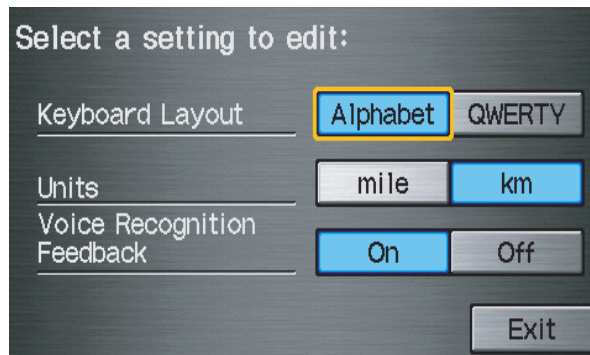 Select a setting to edit:
Keyboard Layout Alphabet QWERTY
Units mile km
Voice Recognition
Feedback On Off
Exit